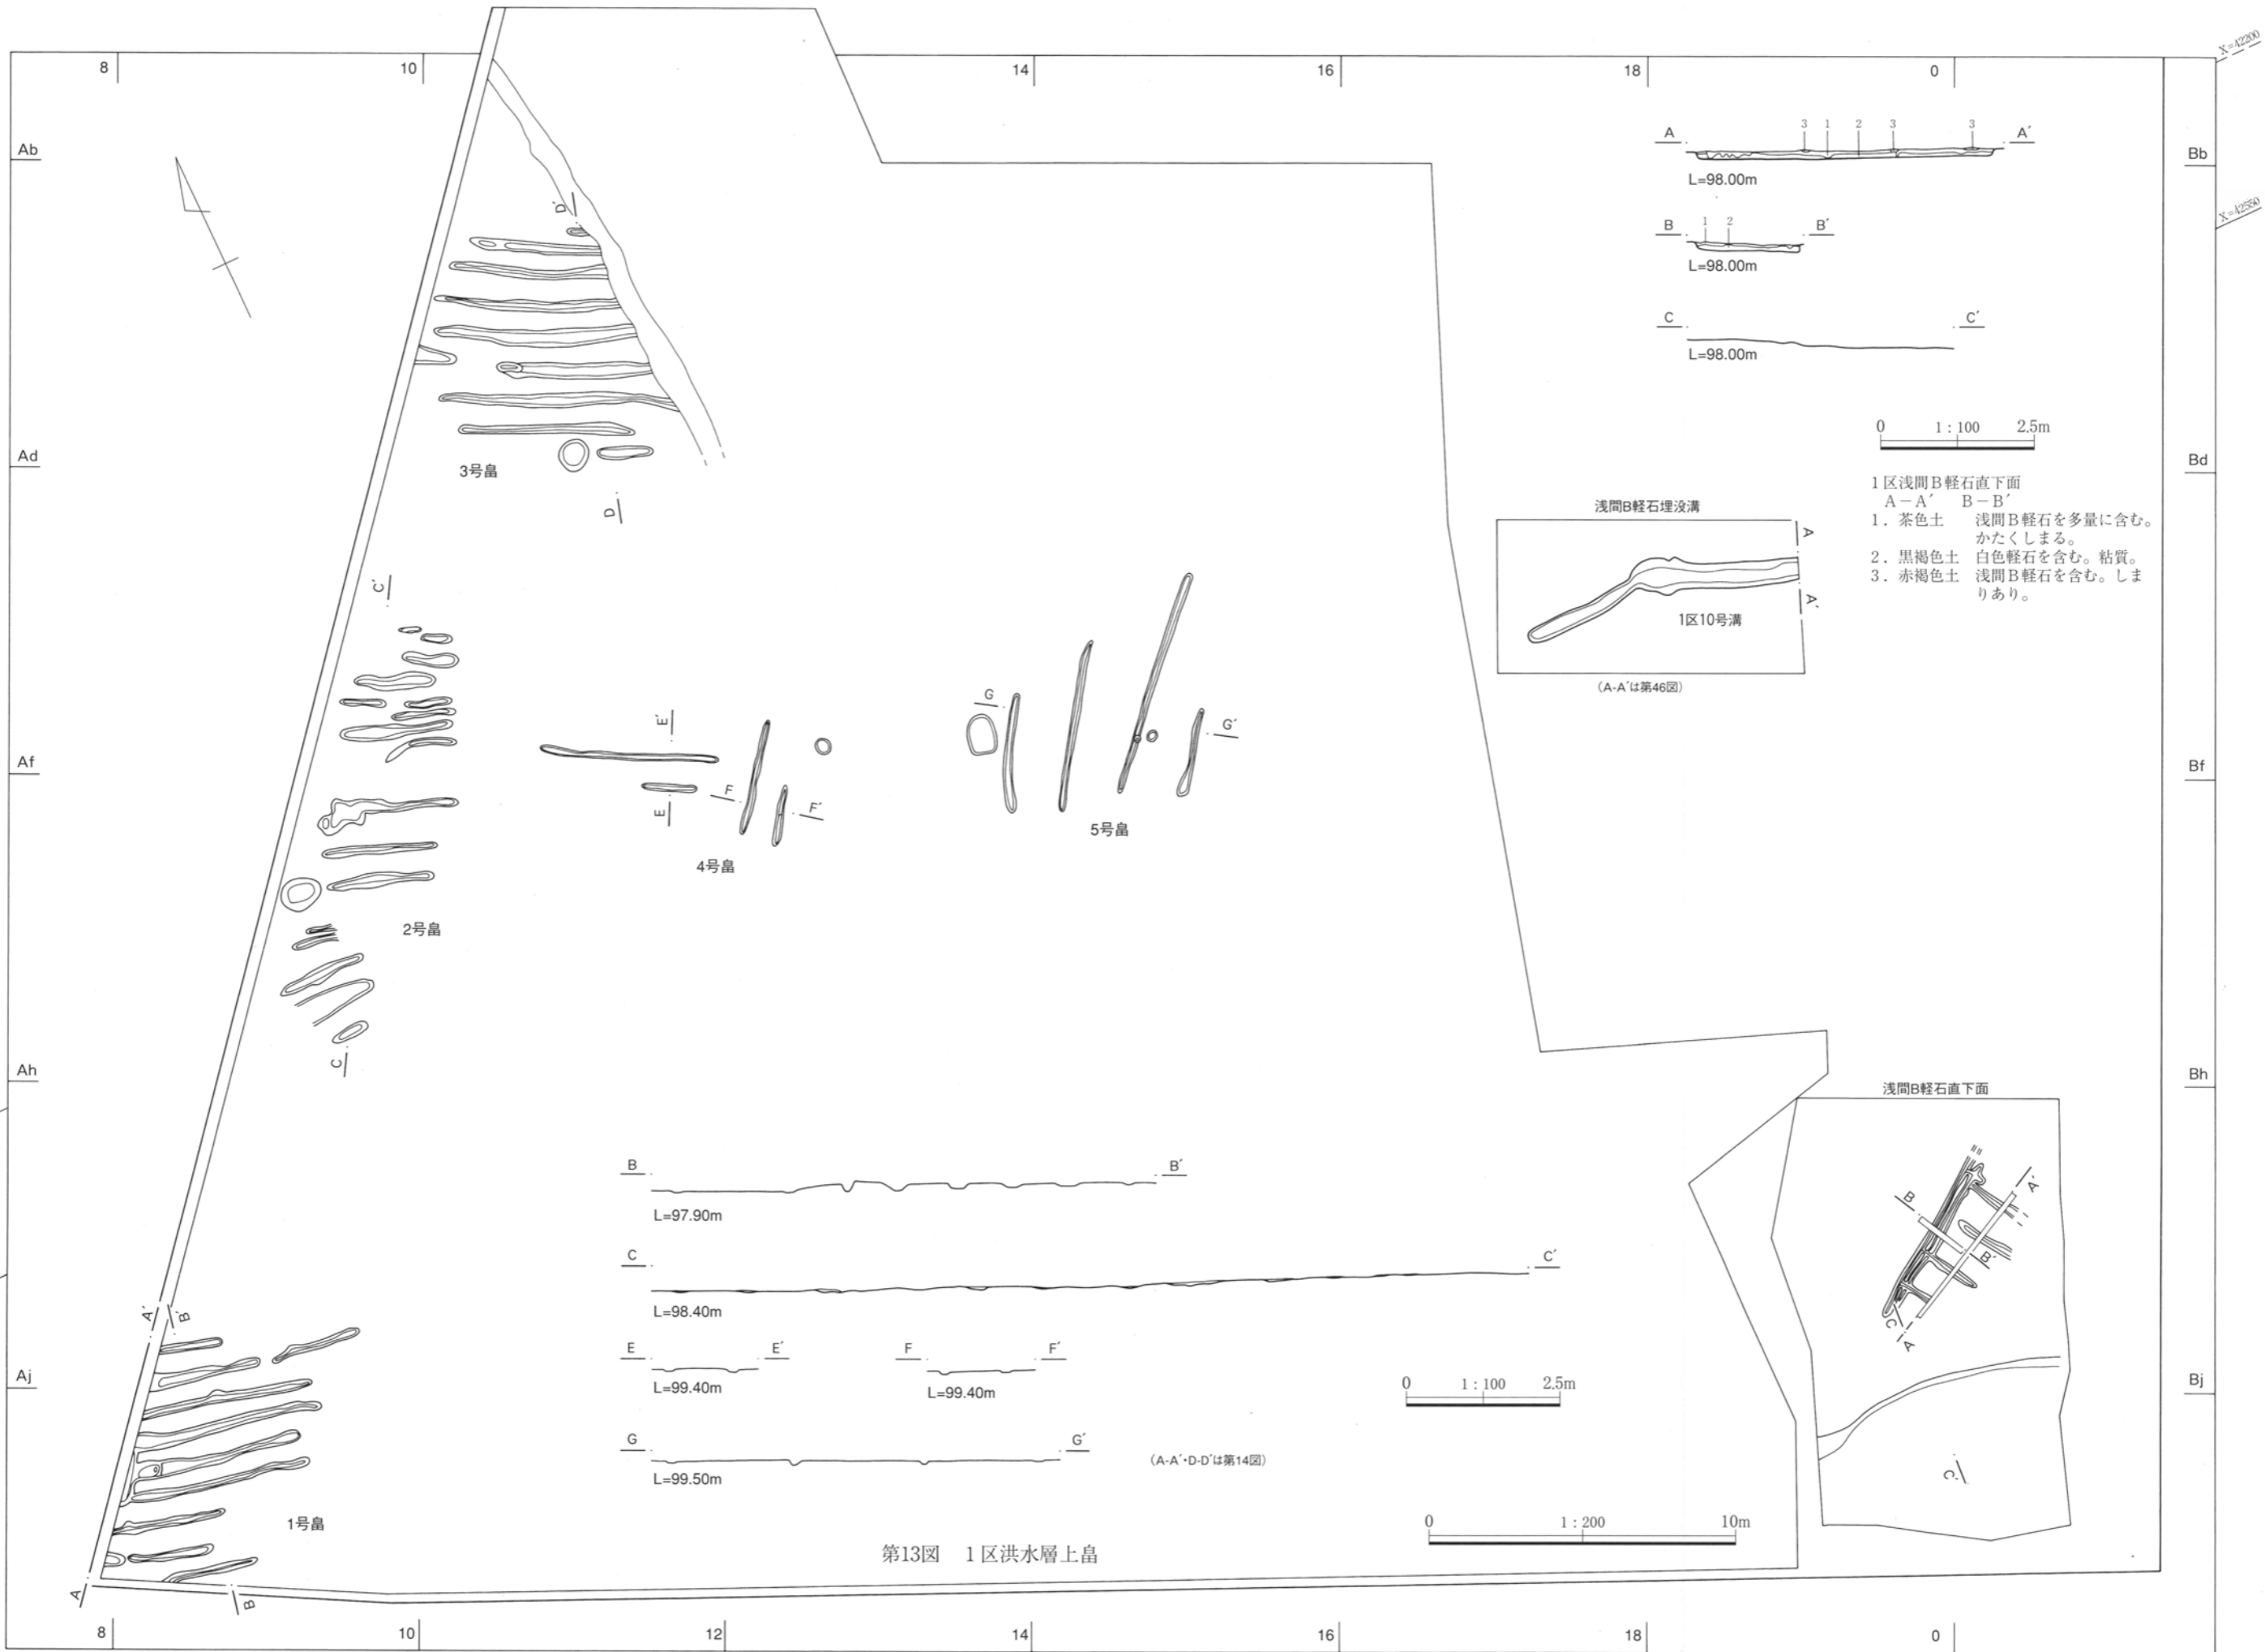 8
10
14
16
18
0
X=42200
Ab
Bb
X=42550
Ad
Bd
Af
Bf
Ah
Bh
Aj
Bj
D´
3号畠
D
C´
2号畠
C
E´
E
F
F´
4号畠
G
G´
5号畠
A´
B´
1号畠
A
B
A 3 1 2 3 3 A´
L=98.00m
B 1 2 B´
L=98.00m
C C´
L=98.00m
0 1:100 2.5m
1区浅間B軽石直下面
A-A´ B-B´
1.茶色土 浅間B軽石を多量に含む。
かたくしまる。
2.黒褐色土 白色軽石を含む。粘質。
3.赤褐色土 浅間B軽石を含む。しま
りあり。
浅間B軽石埋没溝
A
A´
1区10号溝
(A-A´は第46図)
浅間B軽石直下面
B
A´
B´
C
A
C´
B B´
L=97.90m
C C´
L=98.40m
E E´
L=99.40m
F F´
L=99.40m
G G´
L=99.50m
(A-A´・D-D´は第14図)
0 1:100 2.5m
0 1:200 10m
第13図 1区洪水層上畠
8
10
12
14
16
18
0